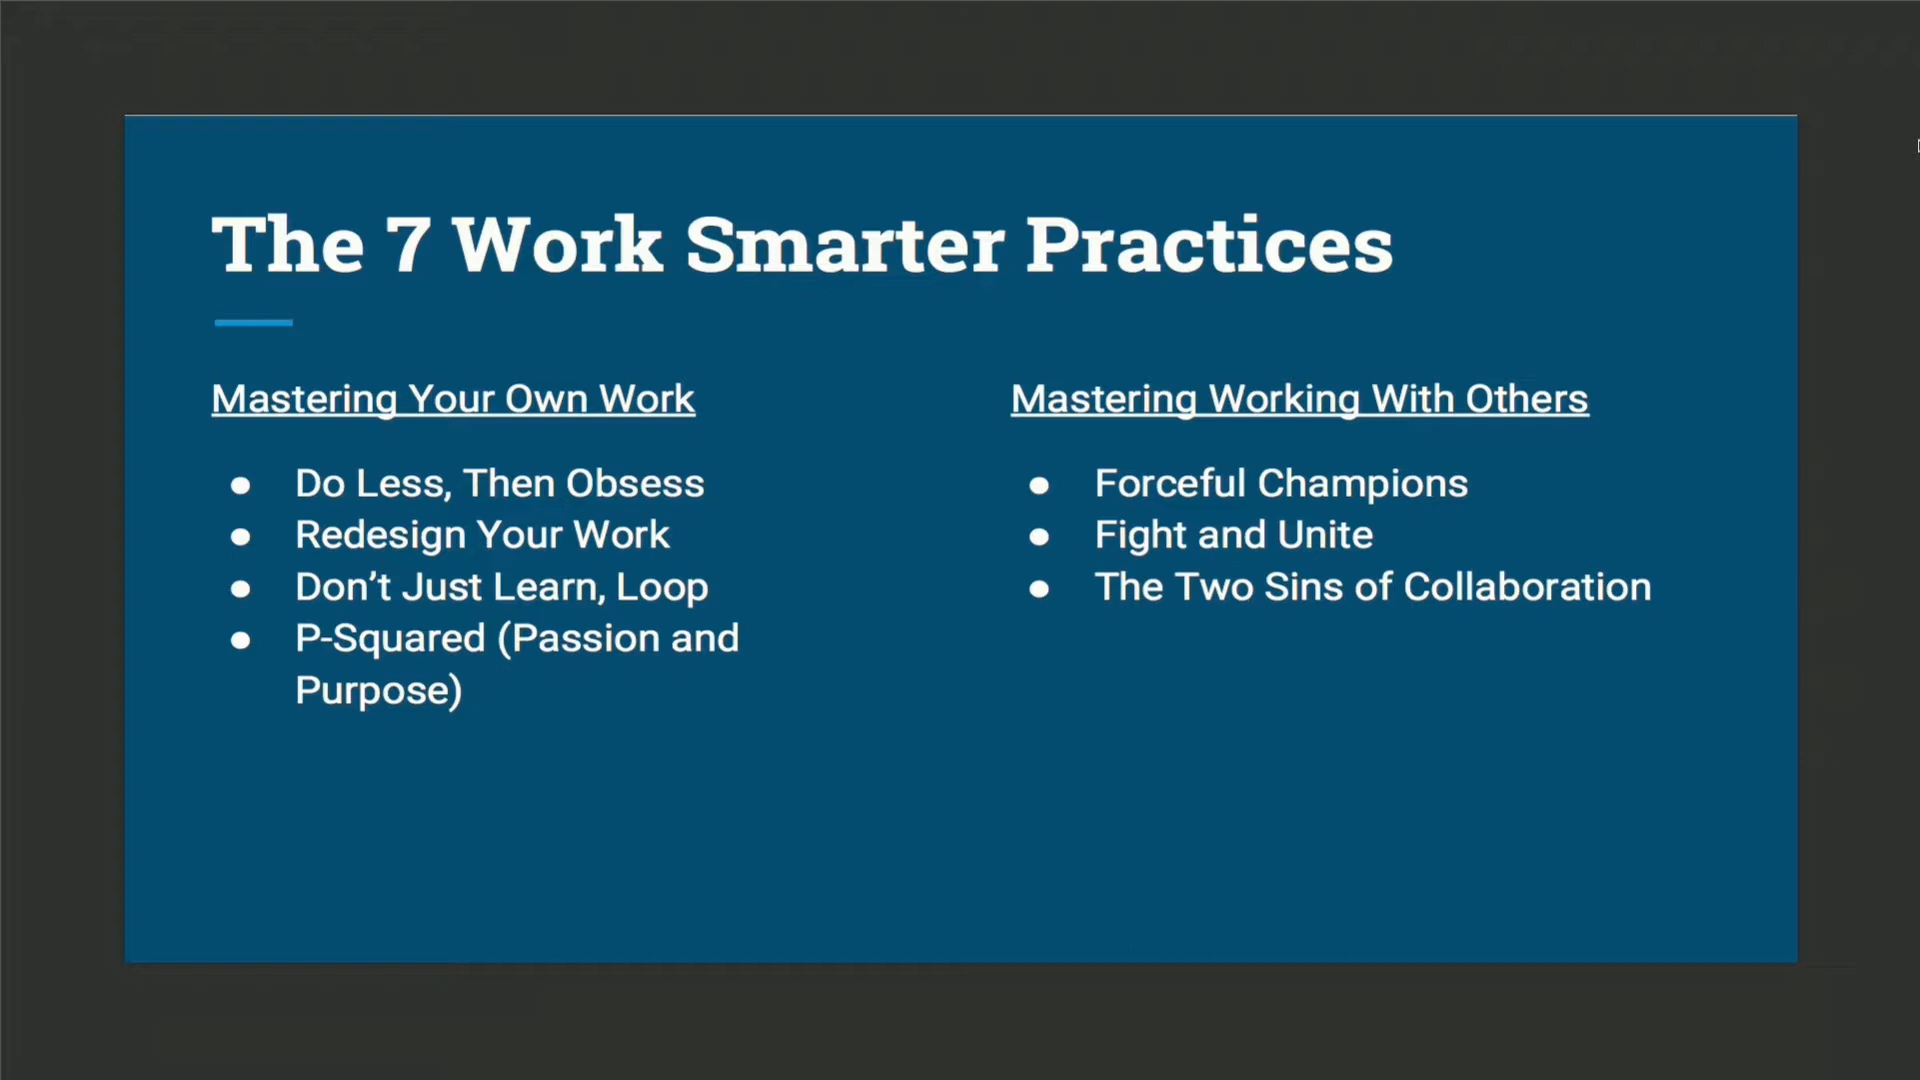 The 7 Work Smarter Practices
Mastering Your Own Work
● Do Less, Then Obsess
● Redesign Your Work
● Don’t Just Learn, Loop
● P-Squared (Passion and
Purpose)
Mastering Working With Others
● Forceful Champions
● Fight and Unite
● The Two Sins of Collaboration